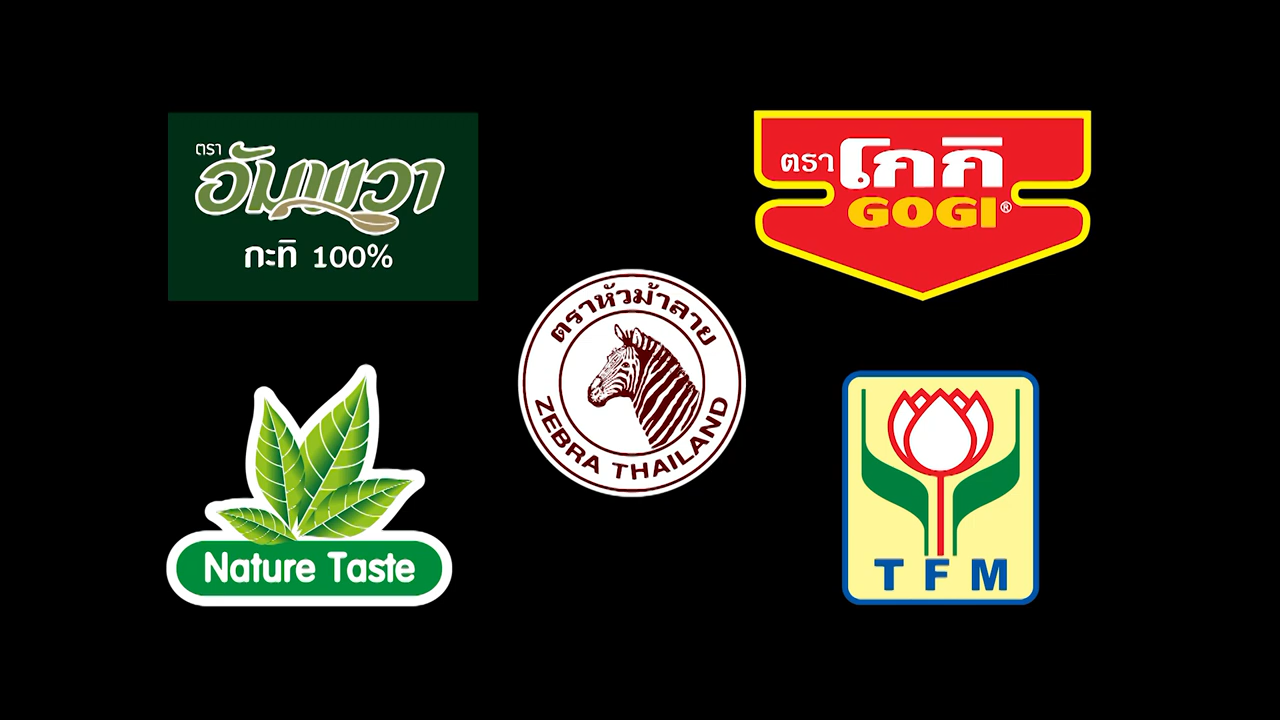 ตรา
อัมพวา
กะทิ 100%
ตรา โกกิ
GOGI®
ตราหัวม้าลาย
ZEBRA THAILAND
Nature Taste
TFM